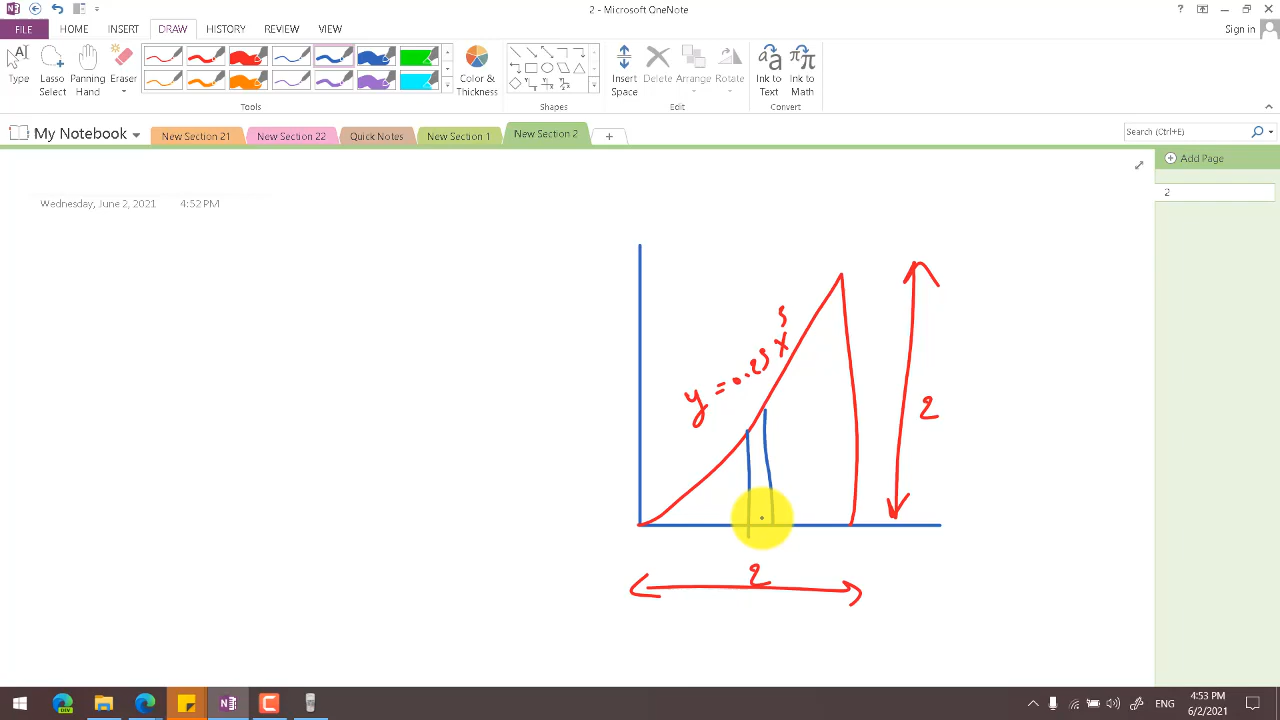 2 - Microsoft OneNote
?
Sign in
FILE HOME INSERT DRAW HISTORY REVIEW VIEW
Type
Lasso Select
Panning Hand
Eraser
Color & Thickness
Insert Space
Delete
Arrange
Rotate
Ink to Text
Ink to Math
Tools
Shapes
Edit
Convert
My Notebook
New Section 21
New Section 22
Quick Notes
New Section 1
New Section 2
Search (Ctrl+E)
Add Page
2
Wednesday, June 2, 2021 4:52 PM
y = 0.25 x³
2
2
ENG
4:53 PM
6/2/2021